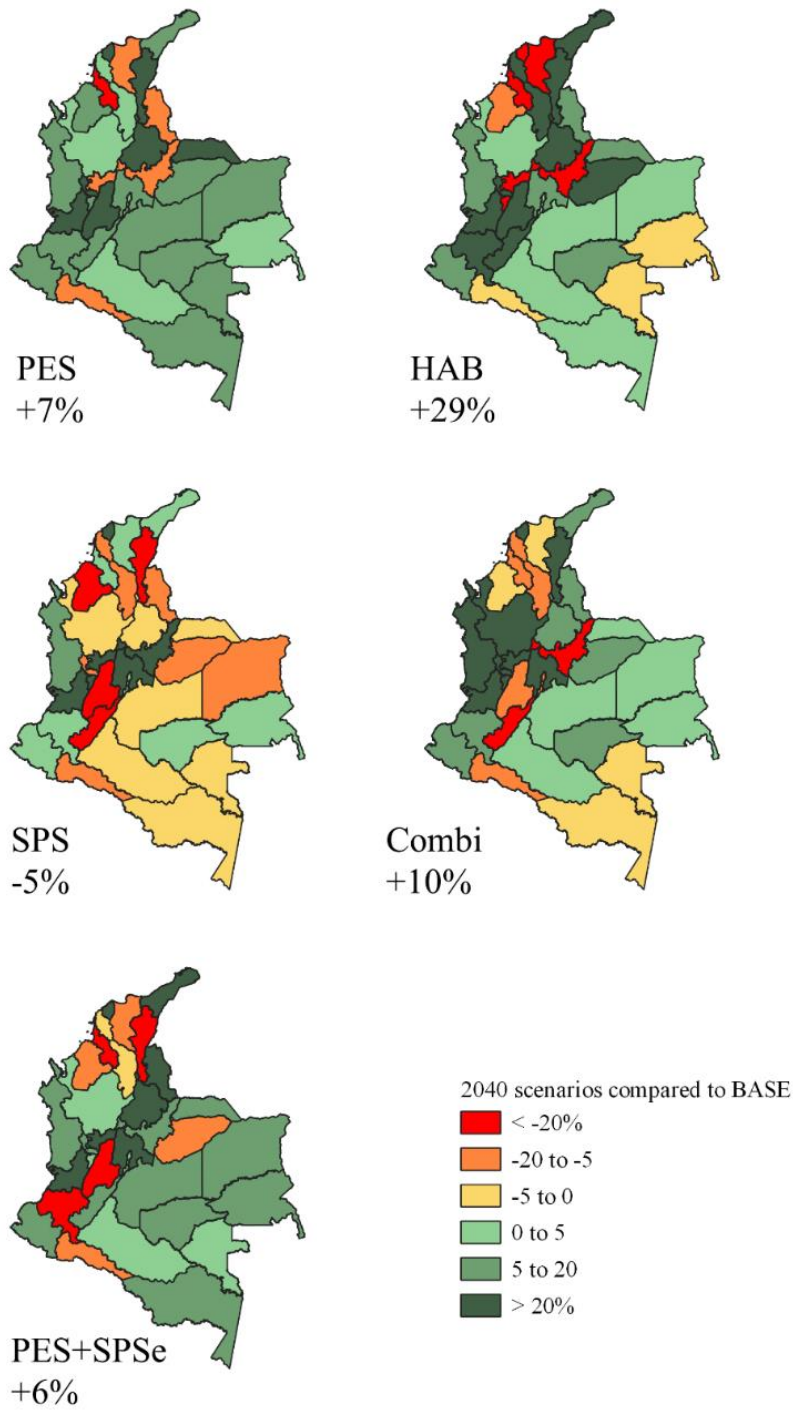 PES
+7%
HAB
+29%
SPS
-5%
Combi
+10%
PES+SPSe
+6%
2040 scenarios compared to BASE
< -20%
-20 to -5
-5 to 0
0 to 5
5 to 20
> 20%